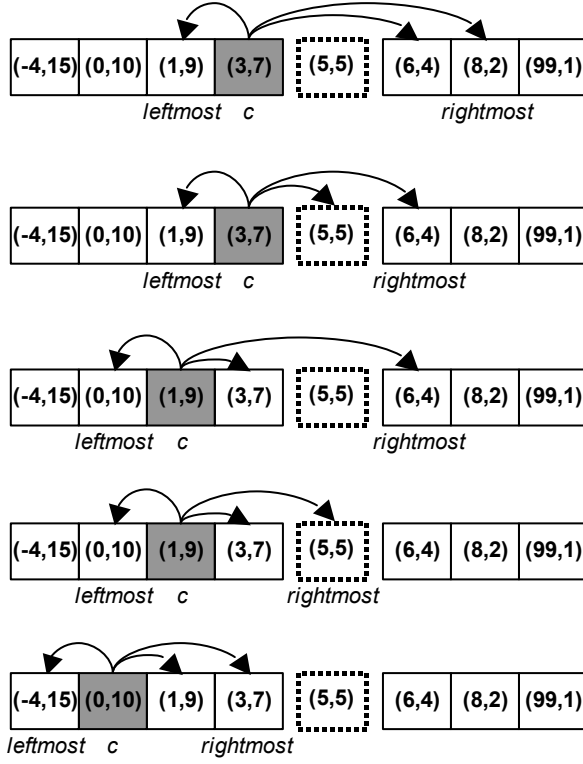 (-4,15) (0,10) (1,9) (3,7) (5,5) (6,4) (8,2) (99,1)
leftmost c rightmost
(-4,15) (0,10) (1,9) (3,7) (5,5) (6,4) (8,2) (99,1)
leftmost c rightmost
(-4,15) (0,10) (1,9) (3,7) (5,5) (6,4) (8,2) (99,1)
leftmost c rightmost
(-4,15) (0,10) (1,9) (3,7) (5,5) (6,4) (8,2) (99,1)
leftmost c rightmost
(-4,15) (0,10) (1,9) (3,7) (5,5) (6,4) (8,2) (99,1)
leftmost c rightmost